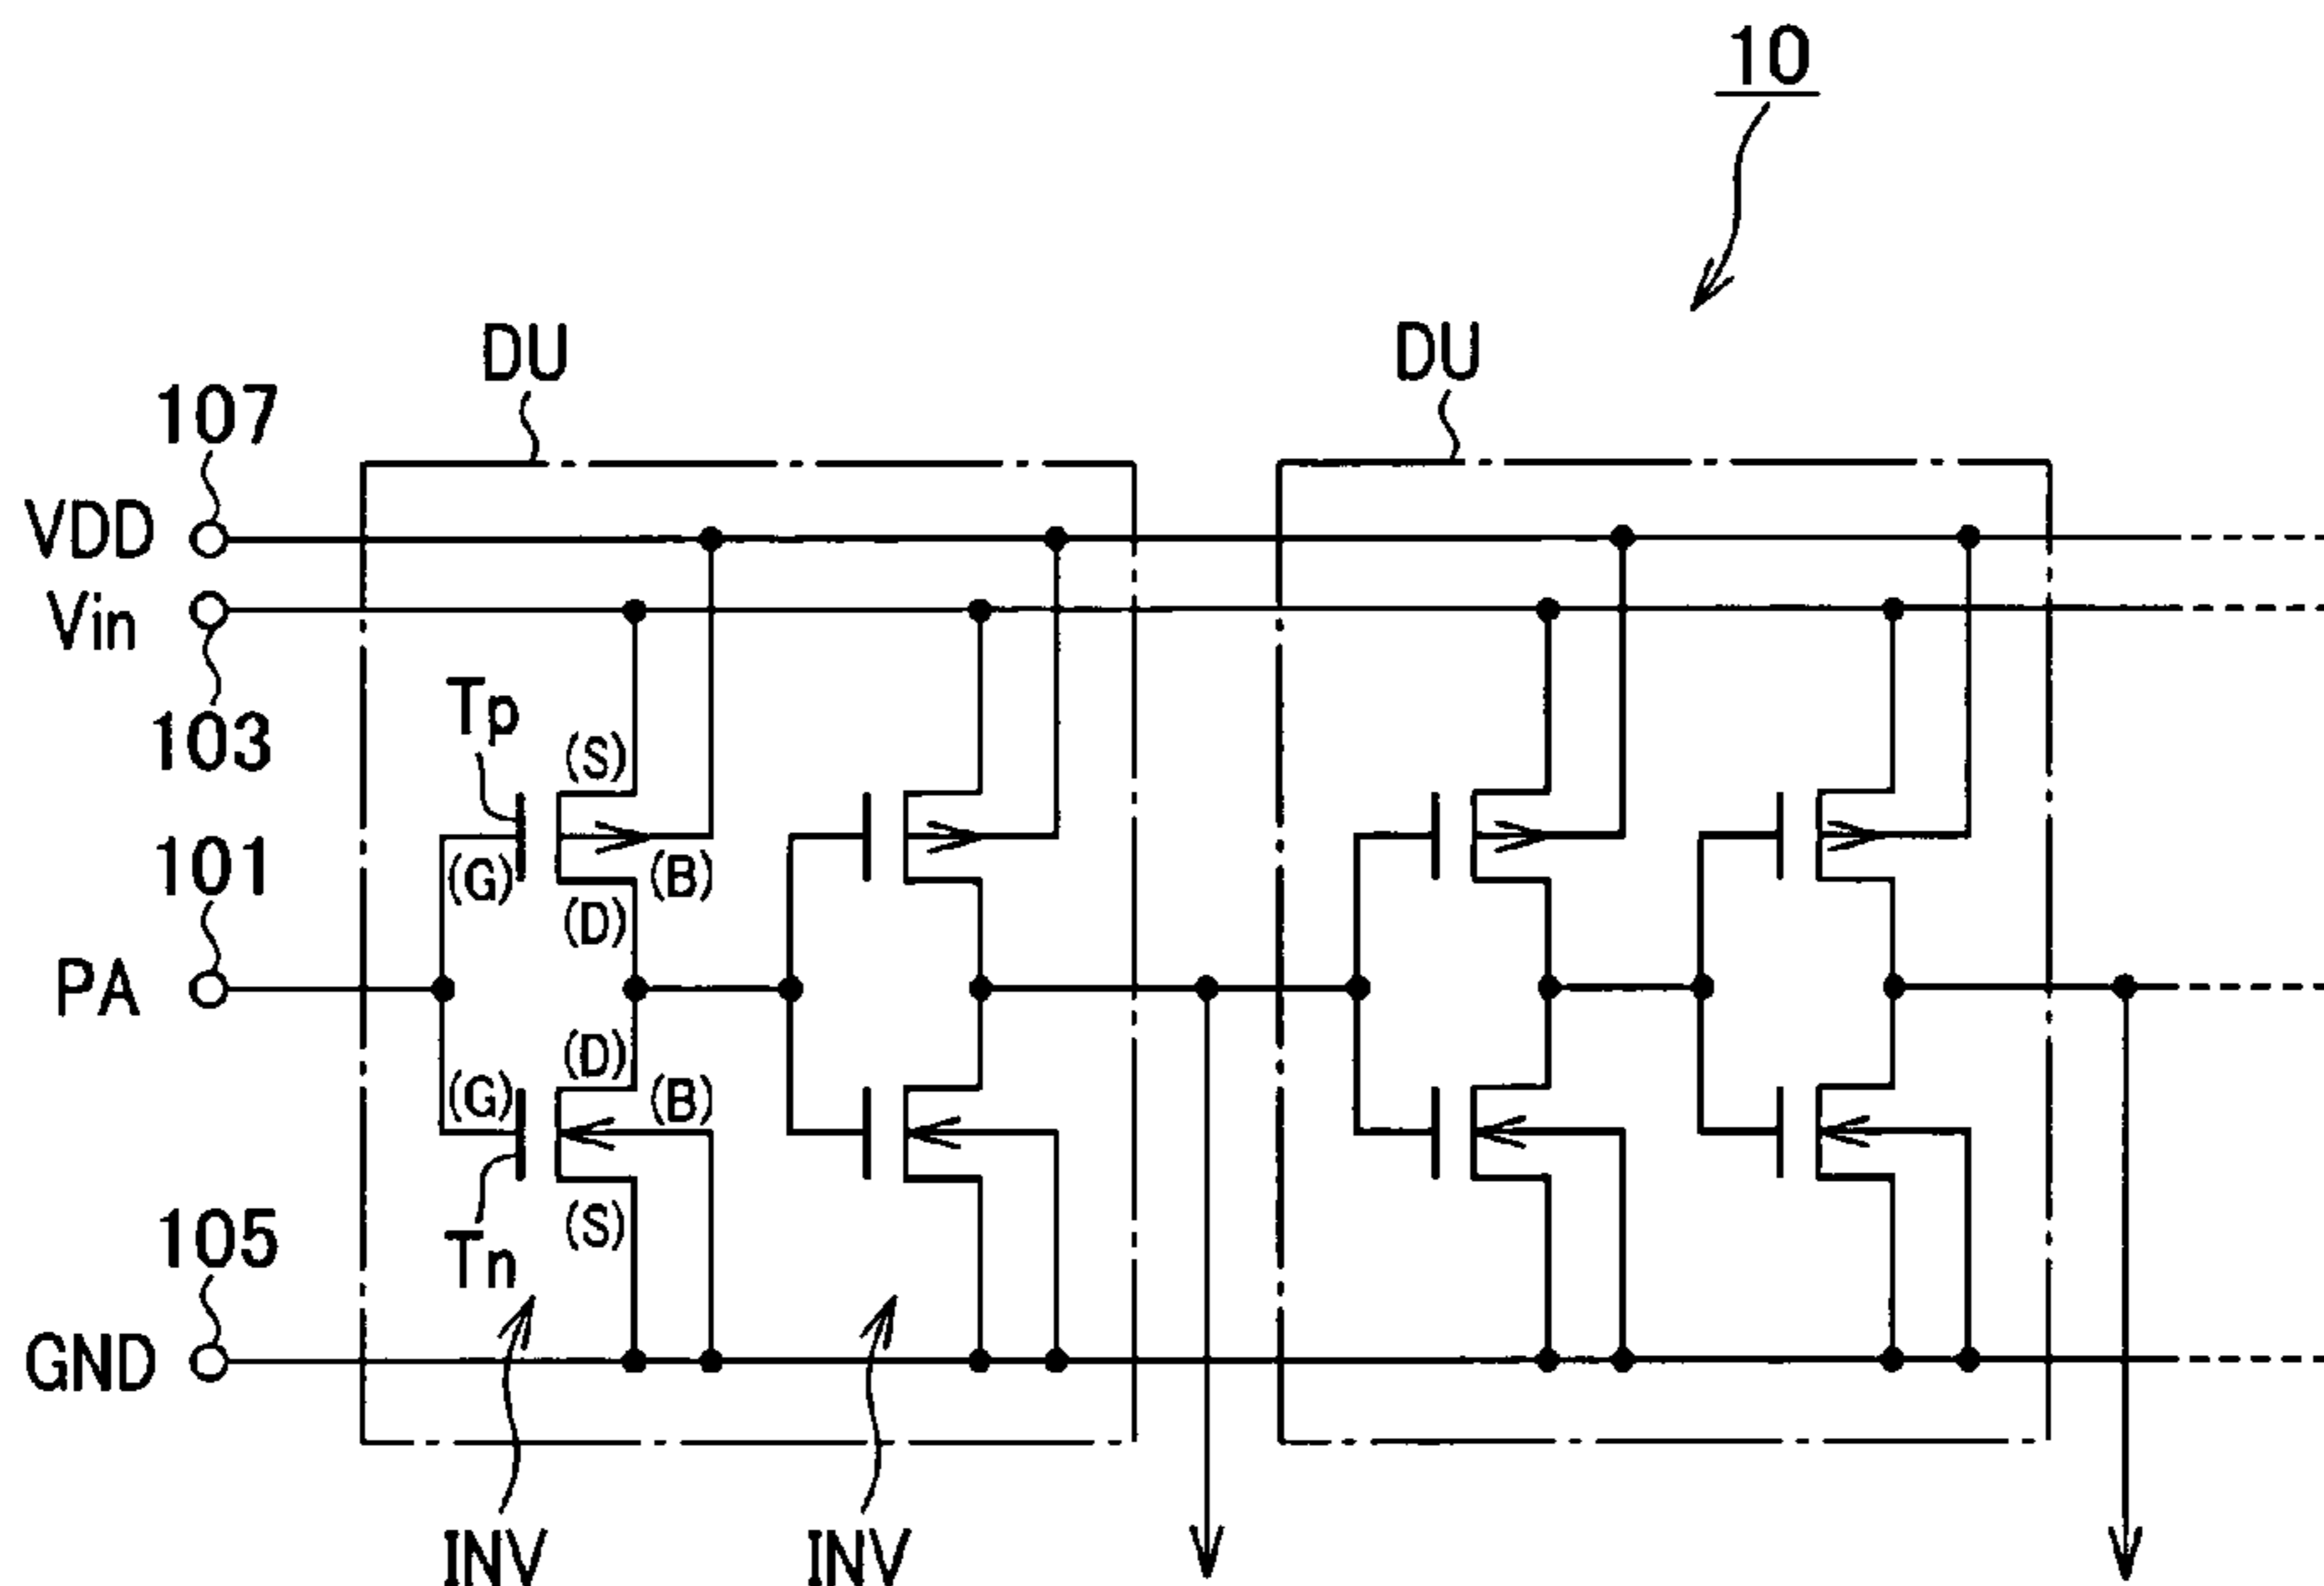 10
DU
DU
107
VDD
Vin
103
Tp
(S)
101
(G)
(B)
(D)
PA
(D)
(G)
(B)
(S)
105
Tn
GND
INV
INV